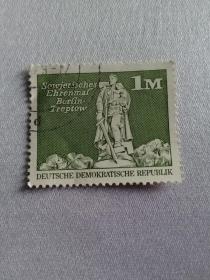 Sowjetisches
Ehrenmal
Berlin-
Treptow
1M
DEUTSCHE DEMOKRATISCHE REPUBLIK